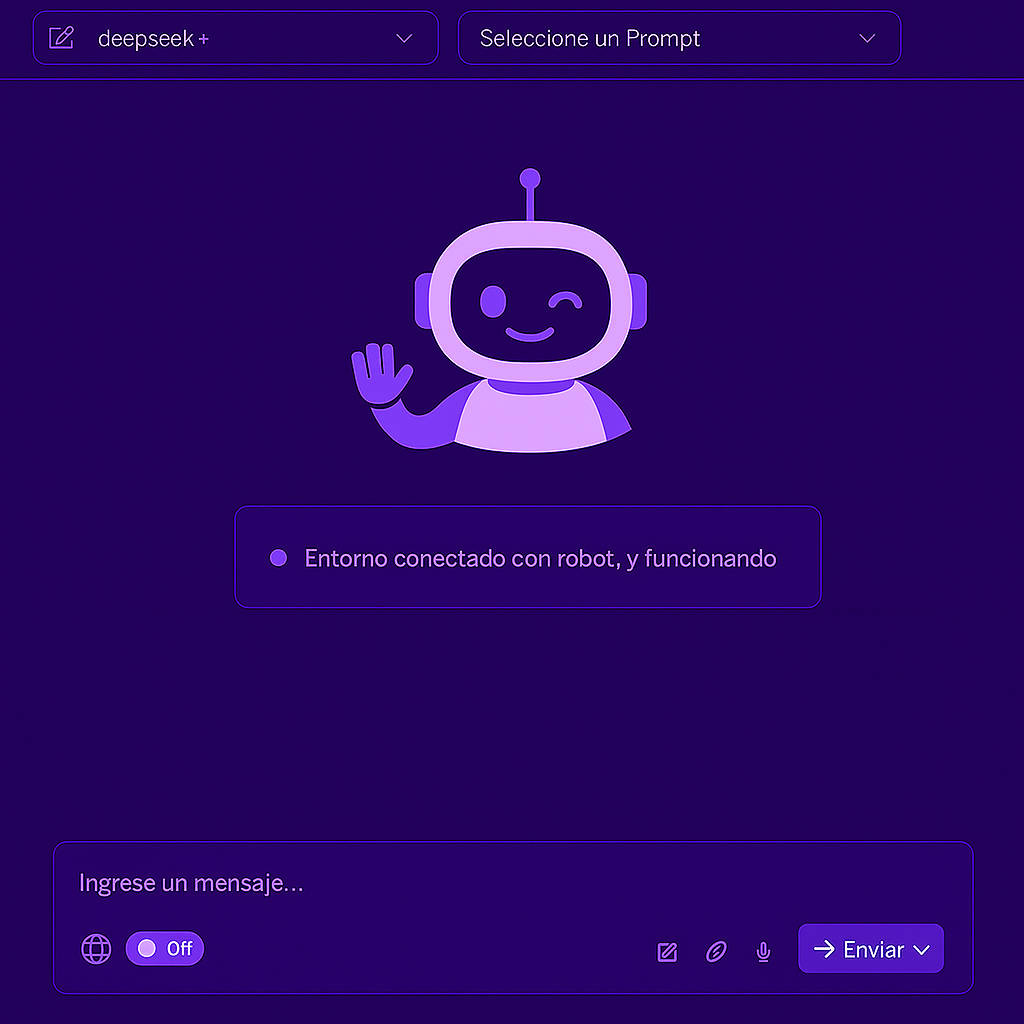 deepseek+
Seleccione un Prompt
Entorno conectado con robot, y funcionando
Ingrese un mensaje...
Off
Enviar